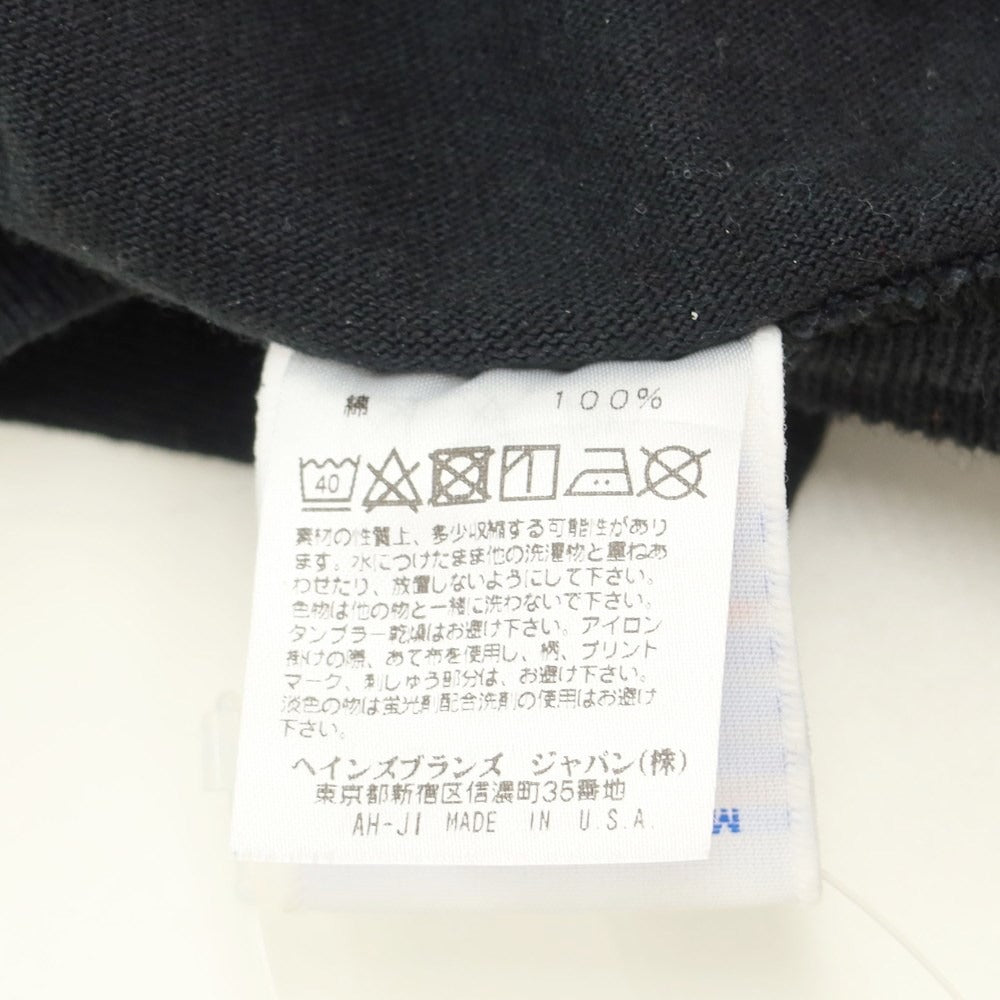 綿 100%
40
素材の性質上、多少収縮する可能性があり
ます。水につけたまま他の洗濯物と重ねあ
わせたり、放置しないようにして下さい。
色物は他の物と一緒に洗わないで下さい。
タンブラー乾燥はお避け下さい。アイロン
掛けの際、あて布を使用し、柄、プリント
マーク、刺しゅう部分は、お避け下さい。
淡色の物は蛍光剤配合洗剤の使用はお避け
下さい。
ヘインズブランズ ジャパン(株)
東京都新宿区信濃町35番地
AH-JI MADE IN U.S.A.